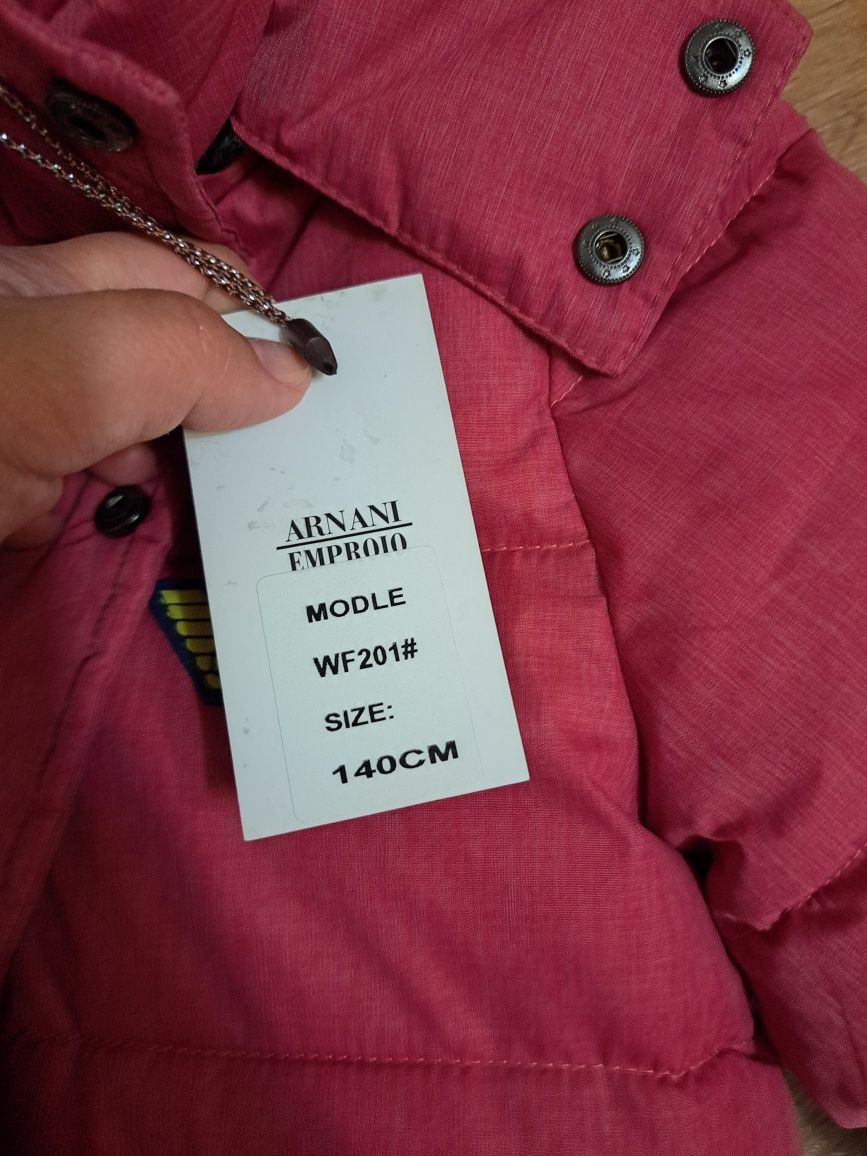 ARNANI
EMPROIO
MODLE
WF201#
SIZE:
140CM